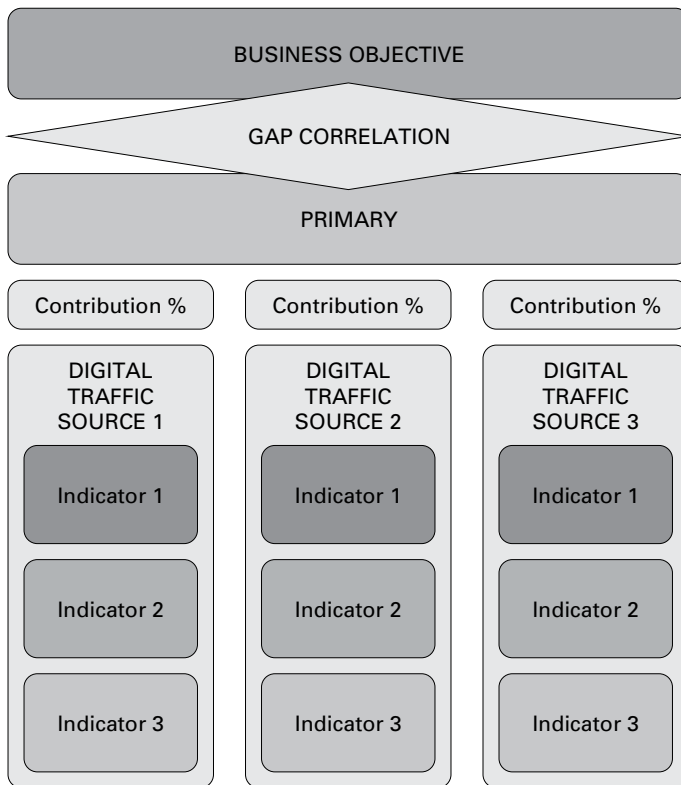 BUSINESS OBJECTIVE
GAP CORRELATION
PRIMARY
Contribution %
Contribution %
Contribution %
DIGITAL
TRAFFIC
SOURCE 1
Indicator 1
Indicator 2
Indicator 3
DIGITAL
TRAFFIC
SOURCE 2
Indicator 1
Indicator 2
Indicator 3
DIGITAL
TRAFFIC
SOURCE 3
Indicator 1
Indicator 2
Indicator 3